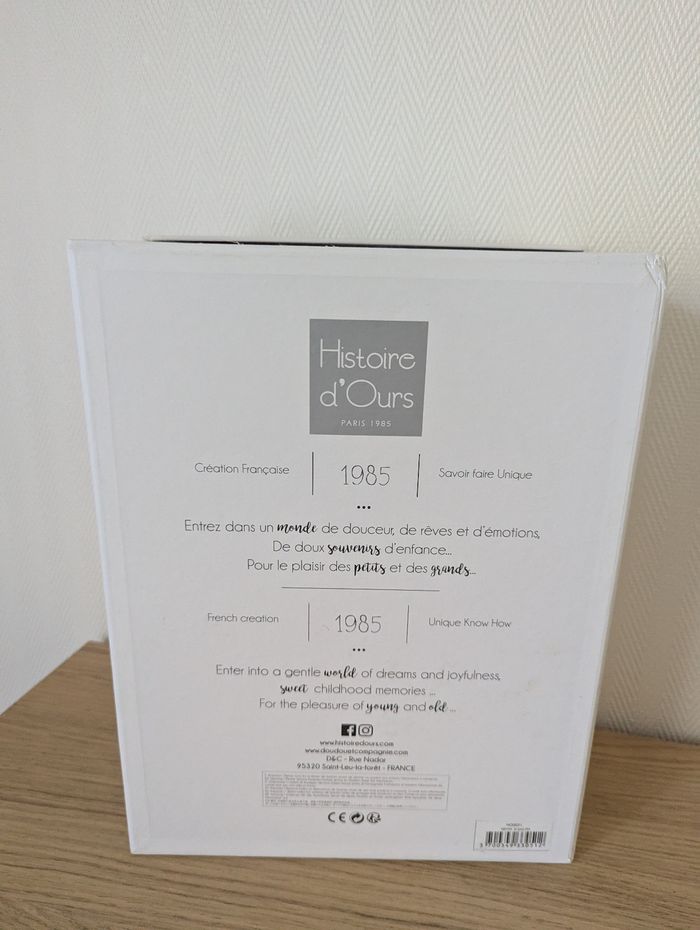 Histoire
d'Ours
PARIS 1985
Création Française
1985
Savoir faire Unique
•••
Entrez dans un monde de douceur, de rêves et d'émotions,
De doux souvenirs d'enfance...
Pour le plaisir des petits et des grands...
French creation
1985
Unique Know How
•••
Enter into a gentle world of dreams and joyfulness,
sweet childhood memories ...
For the pleasure of young and old ...
www.histoiredours.com
www.doudouetcompagnie.com
D&C - Rue Nadar
95320 Saint-Leu-la-forêt - FRANCE
CE